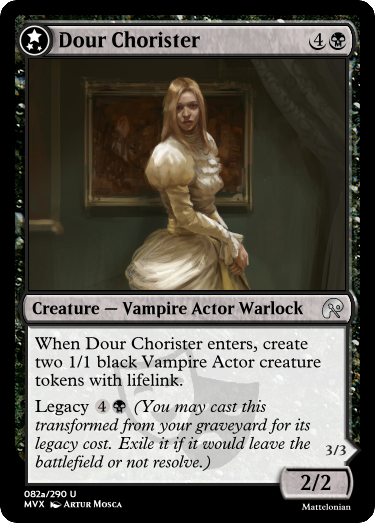 Dour Chorister 4
Creature — Vampire Actor Warlock
When Dour Chorister enters, create
two 1/1 black Vampire Actor creature
tokens with lifelink.
Legacy 4 (You may cast this
transformed from your graveyard for its
legacy cost. Exile it if it would leave the
battlefield or not resolve.)
3/3
2/2
082a/290 U
MVX Artur Mosca
Mattelonian